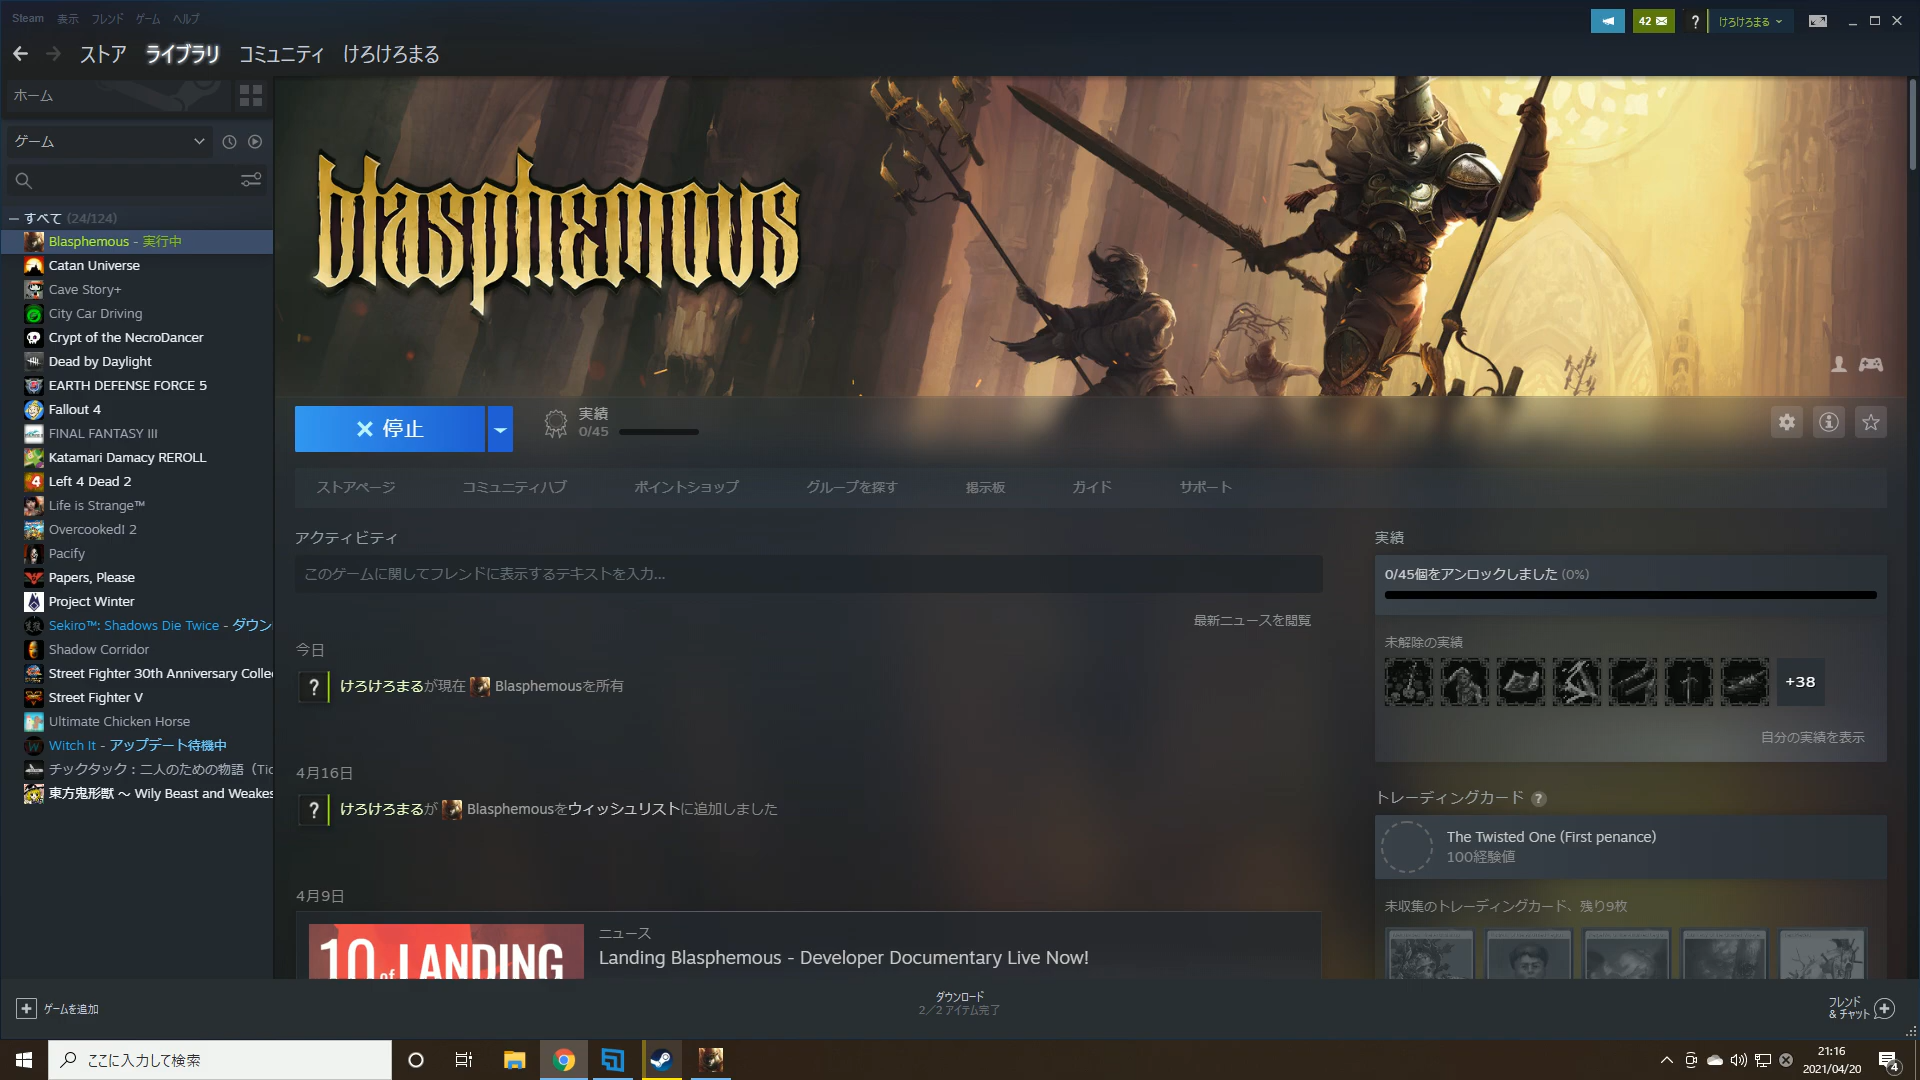 Steam 表示 フレンド ゲーム ヘルプ
42
?
けろけろまる
ストア ライブラリ コミュニティ けろけろまる
ホーム
ゲーム
すべて (24/124)
Blasphemous - 実行中
Catan Universe
Cave Story+
City Car Driving
Crypt of the NecroDancer
Dead by Daylight
EARTH DEFENSE FORCE 5
Fallout 4
FINAL FANTASY III
Katamari Damacy REROLL
Left 4 Dead 2
Life is Strange™
Overcooked! 2
Pacify
Papers, Please
Project Winter
Sekiro™: Shadows Die Twice - ダウン
Shadow Corridor
Street Fighter 30th Anniversary Colle
Street Fighter V
Ultimate Chicken Horse
Witch It - アップデート待機中
チックタック：二人のための物語（Tic
東方鬼形獣 ～ Wily Beast and Weakes
blasphemous
停止
実績
0/45
ストアページ コミュニティハブ ポイントショップ グループを探す 掲示板 ガイド サポート
アクティビティ
このゲームに関してフレンドに表示するテキストを入力...
最新ニュースを閲覧
今日
? けろけろまるが現在 Blasphemousを所有
4月16日
? けろけろまるが Blasphemousをウィッシュリストに追加しました
4月9日
10 of LANDING
ニュース
Landing Blasphemous - Developer Documentary Live Now!
実績
0/45個をアンロックしました (0%)
未解除の実績
+38
自分の実績を表示
トレーディングカード ?
The Twisted One (First penance)
100経験値
未収集のトレーディングカード、残り9枚
ゲームを追加
ダウンロード
2／2 アイテム完了
フレンド
& チャット
ここに入力して検索
21:16
2021/04/20
4